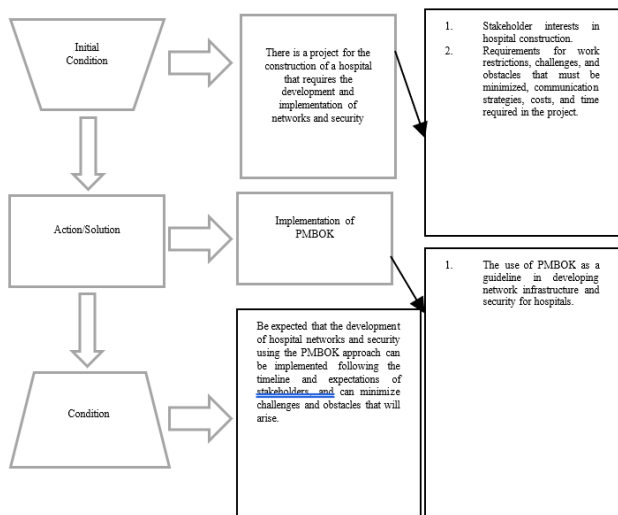 Initial
Condition
There is a project for the
construction of a hospital
that requires the
development and
implementation of
networks and security
1. Stakeholder interests in
hospital construction.
2. Requirements for work
restrictions, challenges, and
obstacles that must be
minimized, communication
strategies, costs, and time
required in the project.
Action/Solution
Implementation of
PMBOK
1. The use of PMBOK as a
guideline in developing
network infrastructure and
security for hospitals.
Condition
Be expected that the development
of hospital networks and security
using the PMBOK approach can
be implemented following the
timeline and expectations of
stakeholders, and can minimize
challenges and obstacles that will
arise.